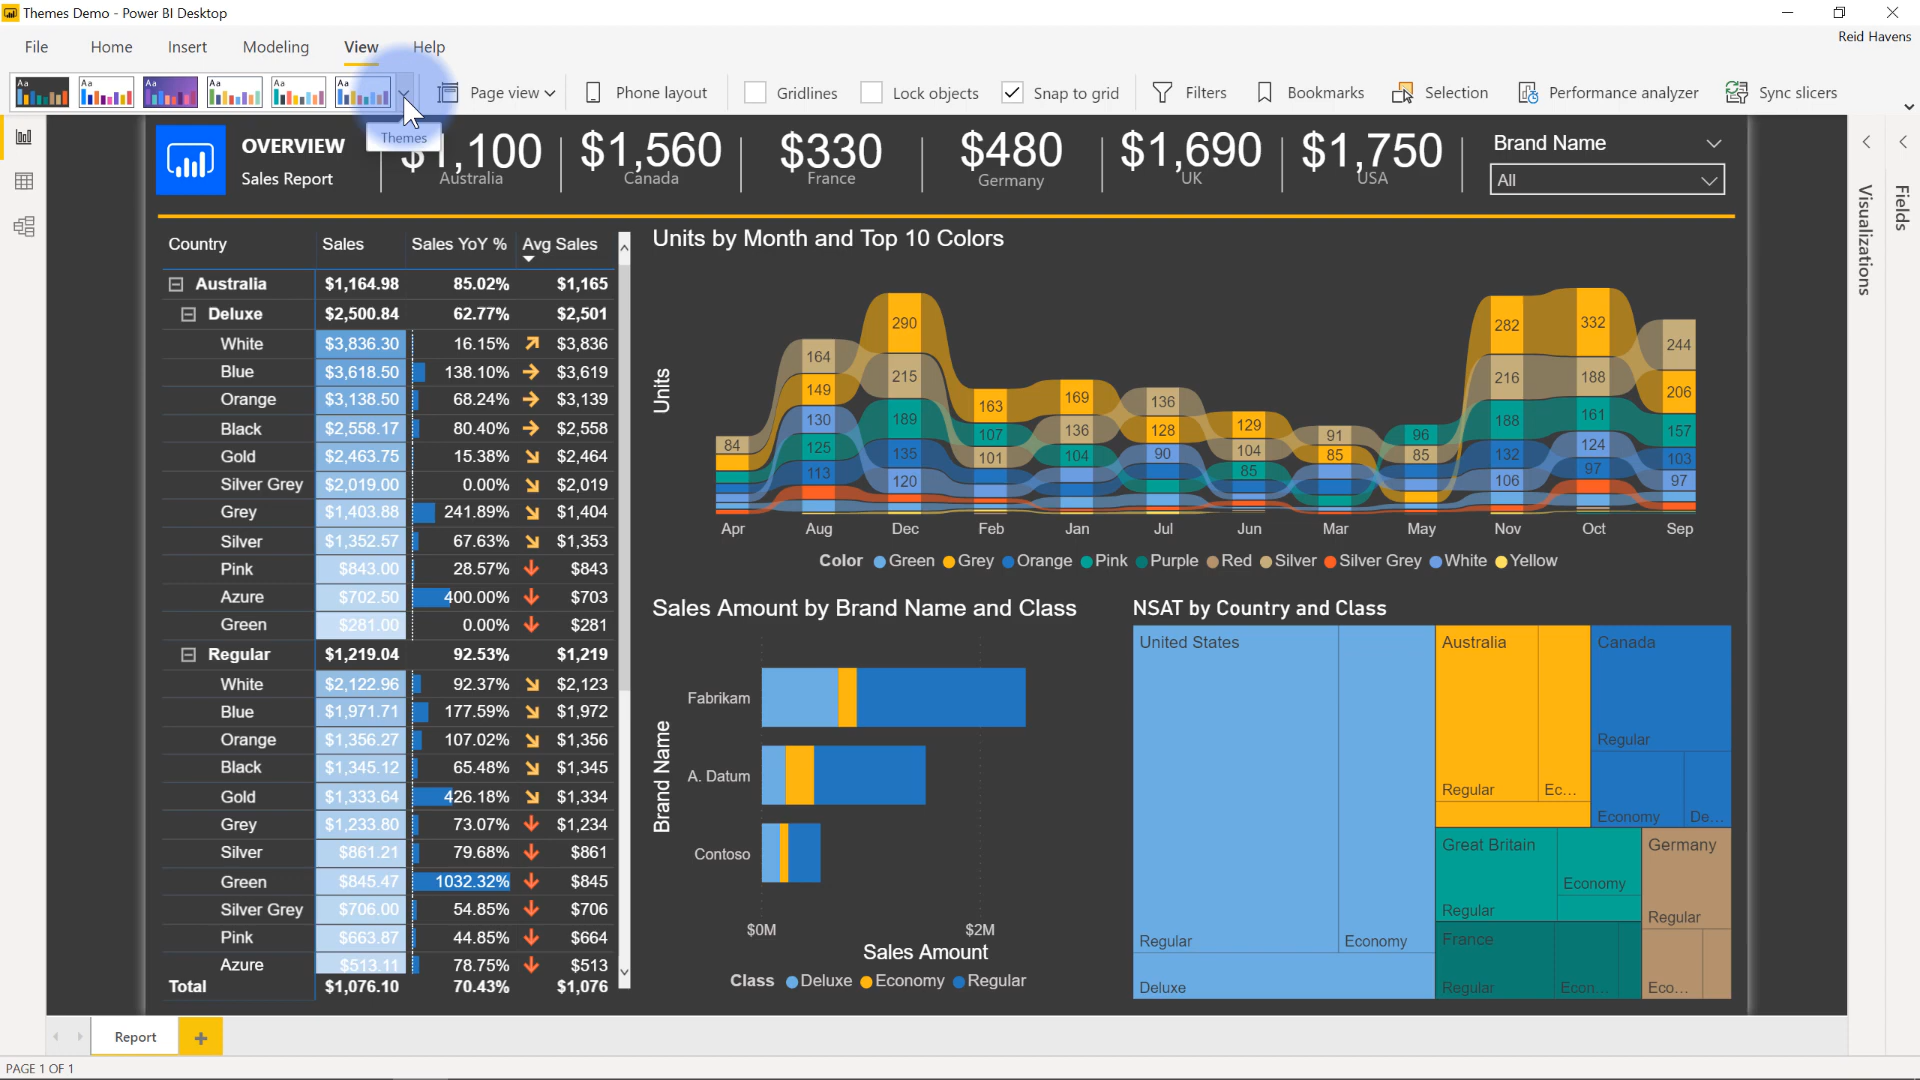 Themes Demo - Power BI Desktop
Reid Havens
File Home Insert Modeling View Help
Aa Aa Aa Aa Aa Aa Page view Phone layout Gridlines Lock objects Snap to grid Filters Bookmarks Selection Performance analyzer Sync slicers
Themes
OVERVIEW
Sales Report
$1,100 $1,560 $330 $480 $1,690 $1,750
Australia Canada France Germany UK USA
Brand Name
All
Visualizations
Fields
Country Sales Sales YoY % Avg Sales
Australia $1,164.98 85.02% $1,165
Deluxe $2,500.84 62.77% $2,501
White $3,836.30 16.15% $3,836
Blue $3,618.50 138.10% $3,619
Orange $3,138.50 68.24% $3,139
Black $2,558.17 80.40% $2,558
Gold $2,463.75 15.38% $2,464
Silver Grey $2,019.00 0.00% $2,019
Grey $1,403.88 241.89% $1,404
Silver $1,352.57 67.63% $1,353
Pink $843.00 28.57% $843
Azure $702.50 400.00% $703
Green $281.00 0.00% $281
Regular $1,219.04 92.53% $1,219
White $2,122.96 92.37% $2,123
Blue $1,971.71 177.59% $1,972
Orange $1,356.27 107.02% $1,356
Black $1,345.12 65.48% $1,345
Gold $1,333.64 426.18% $1,334
Grey $1,233.80 73.07% $1,234
Silver $861.21 79.68% $861
Green $845.47 1032.32% $845
Silver Grey $706.00 54.85% $706
Pink $663.87 44.85% $664
Azure $513.11 78.75% $513
Total $1,076.10 70.43% $1,076
Units by Month and Top 10 Colors
Units
84
164 149 130 125 113
290 215 189 135 120
163 107 101
169 136 104
136 128 90
129 104 85
91 85
96 85
282 216 188 132 106
332 188 161 124 97
244 206 157 103 97
Apr Aug Dec Feb Jan Jul Jun Mar May Nov Oct Sep
Color Green Grey Orange Pink Purple Red Silver Silver Grey White Yellow
Sales Amount by Brand Name and Class
Brand Name
Fabrikam
A. Datum
Contoso
$0M $2M
Sales Amount
Class Deluxe Economy Regular
NSAT by Country and Class
United States
Regular Economy
Deluxe
Australia
Regular Ec...
Canada
Regular
Economy De...
Great Britain
Economy
Regular
Germany
Regular
Eco...
France
Regular Econ...
Report
PAGE 1 OF 1